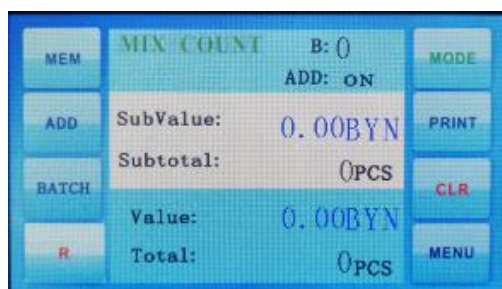 MEM
MIX COUNT B: 0
MODE
ADD: ON
ADD
SubValue: 0.00BYN
PRINT
Subtotal: 0PCS
BATCH
CLR
Value: 0.00BYN
R
Total: 0PCS
MENU